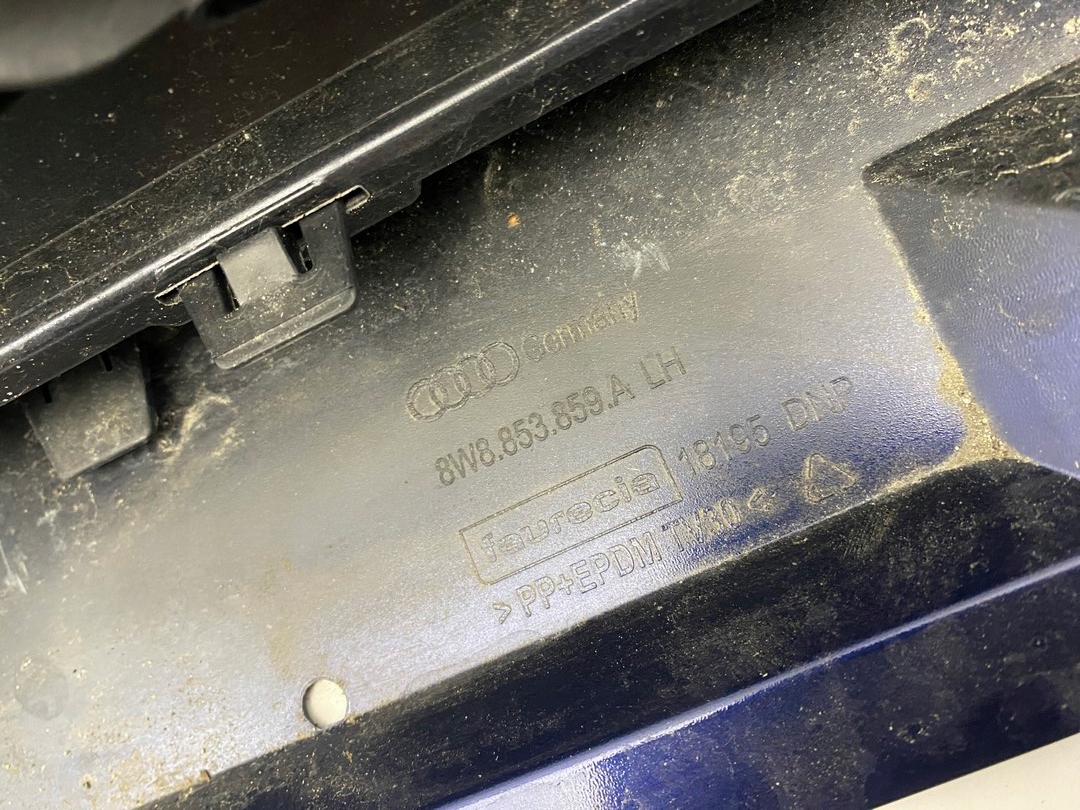 Germany
8W8.853.859.A LH
faurecia 18195 DNP
>PP+EPDM TV30<